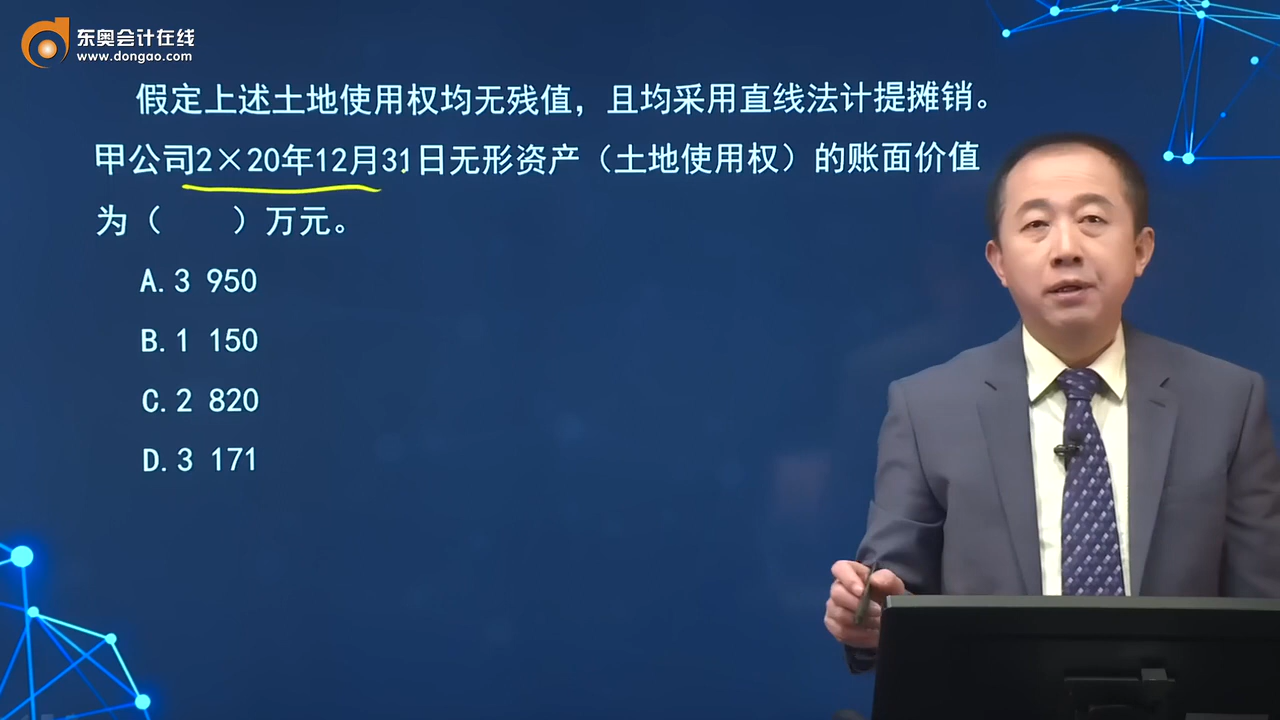 东奥会计在线
www.dongao.com
假定上述土地使用权均无残值，且均采用直线法计提摊销。
甲公司2×20年12月31日无形资产（土地使用权）的账面价值
为（　　）万元。
A.3 950
B.1 150
C.2 820
D.3 171